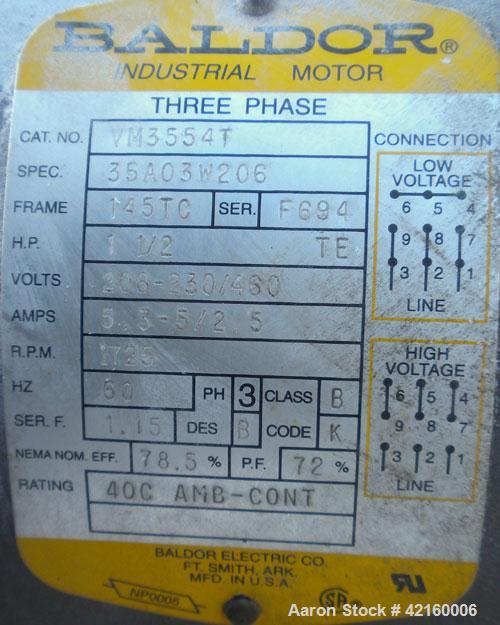 BALDOR®
INDUSTRIAL MOTOR
THREE PHASE
CAT. NO. VM3554T
SPEC. 35A03W206
FRAME 145TC SER. F694
H.P. 1 1/2 TE
VOLTS 208-230/460
AMPS 5.3-5/2.5
R.P.M. 1725
HZ 60 PH 3 CLASS B
SER. F. 1.15 DES B CODE K
NEMA NOM. EFF. 78.5 % P.F. 72 %
RATING 40C AMB-CONT
CONNECTION
LOW
VOLTAGE
6 5 4
9 8 7
3 2 1
LINE
HIGH
VOLTAGE
6 5 4
9 8 7
3 2 1
LINE
BALDOR ELECTRIC CO.
FT. SMITH, ARK.
MFD. IN U.S.A.
NP0005
SA
Aaron Stock # 42160006